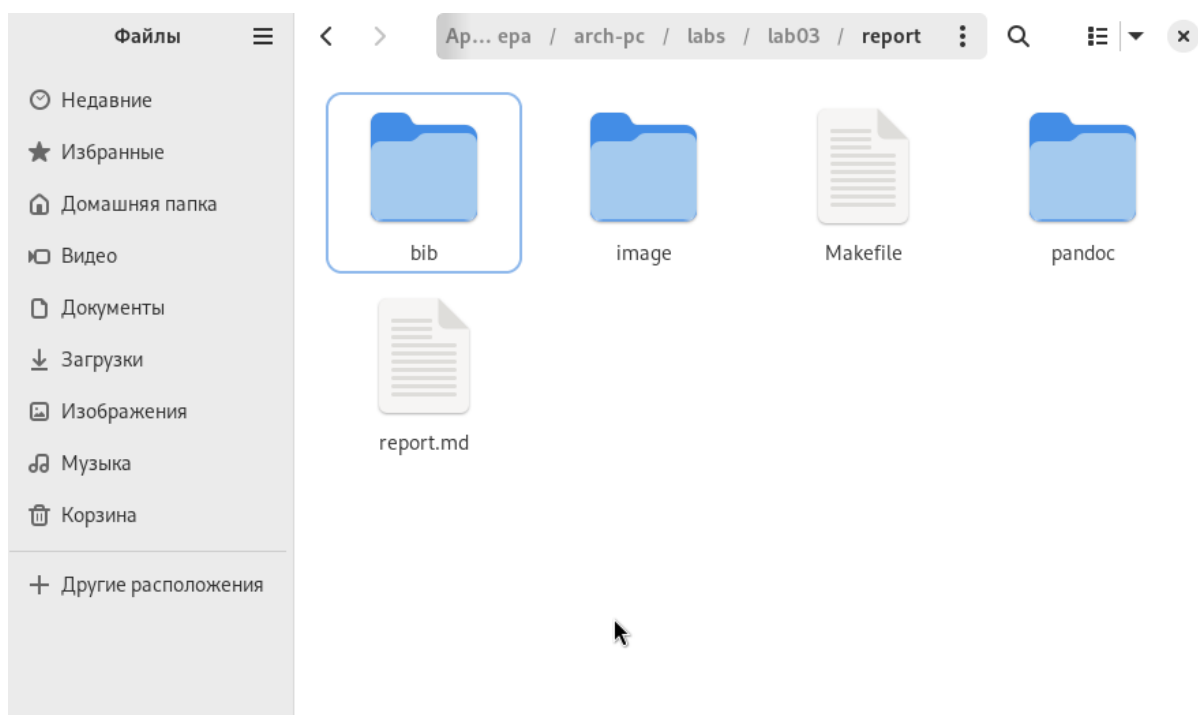 Файлы
Ap... ера / arch-pc / labs / lab03 / report
Недавние
Избранные
Домашняя папка
Видео
Документы
Загрузки
Изображения
Музыка
Корзина
Другие расположения
bib
image
Makefile
pandoc
report.md